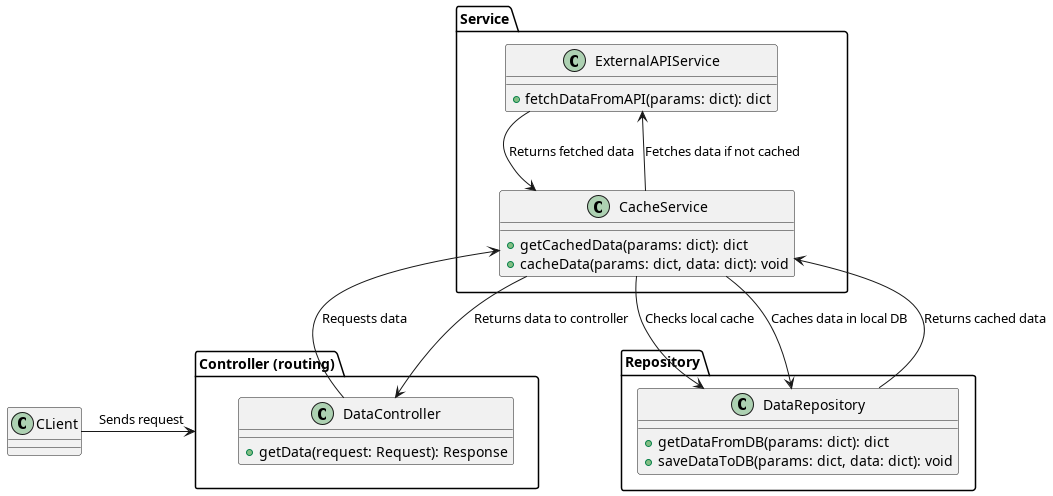 Service
C ExternalAPIService
fetchDataFromAPI(params: dict): dict
Returns fetched data
Fetches data if not cached
C CacheService
getCachedData(params: dict): dict
cacheData(params: dict, data: dict): void
Requests data
Returns data to controller
Checks local cache
Caches data in local DB
Returns cached data
Controller (routing)
C DataController
getData(request: Request): Response
C CLient
Sends request
Repository
C DataRepository
getDataFromDB(params: dict): dict
saveDataToDB(params: dict, data: dict): void